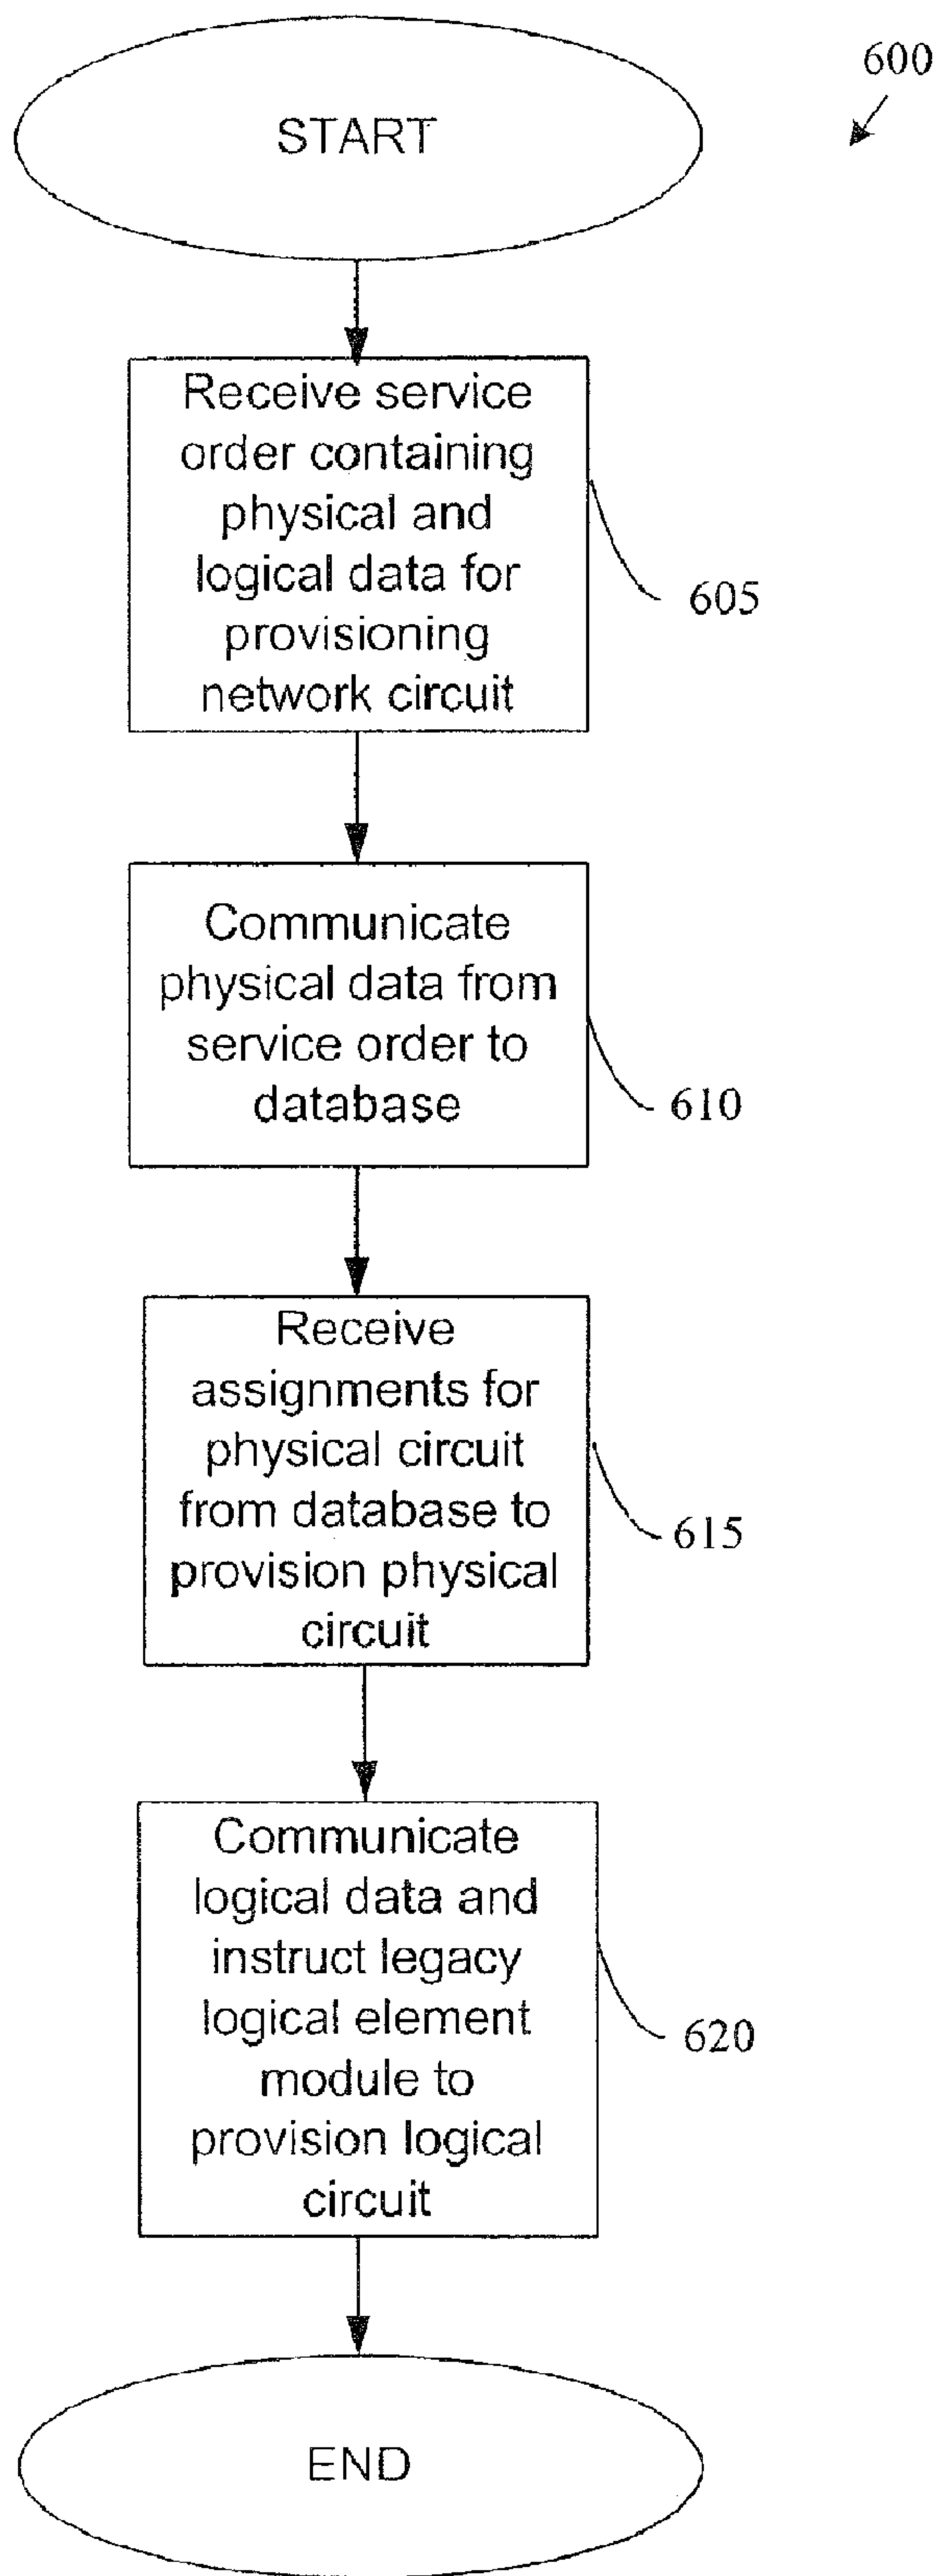 600
START
Receive service
order containing
physical and
logical data for
provisioning
network circuit
605
Communicate
physical data from
service order to
database
610
Receive
assignments for
physical circuit
from database to
provision physical
circuit
615
Communicate
logical data and
instruct legacy
logical element
module to
provision logical
circuit
620
END